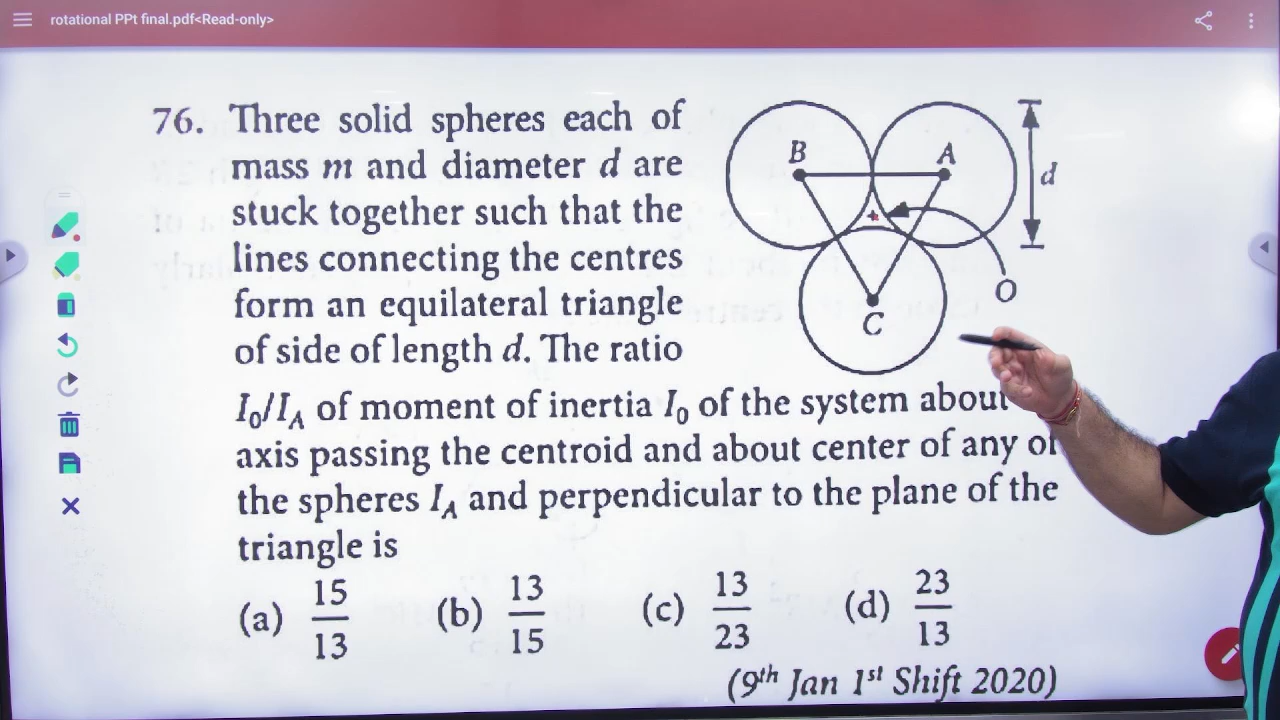 rotational PPt final.pdf<Read-only>
76. Three solid spheres each of
mass m and diameter d are
stuck together such that the
lines connecting the centres
form an equilateral triangle
of side of length d. The ratio
I₀/I_A of moment of inertia I₀ of the system about
axis passing the centroid and about center of any of
the spheres I_A and perpendicular to the plane of the
triangle is
(a) 15/13 (b) 13/15 (c) 13/23 (d) 23/13
(9th Jan 1st Shift 2020)
B A d
O
C